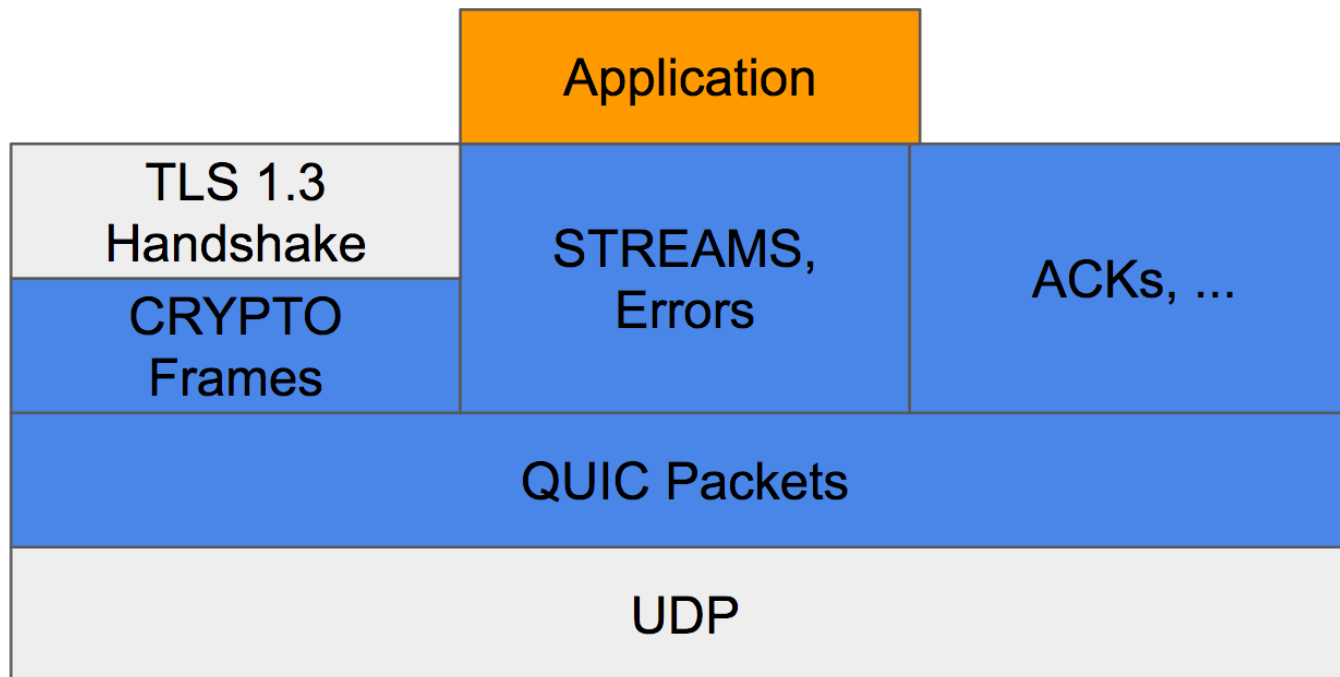 Application
TLS 1.3
Handshake
CRYPTO
Frames
STREAMS,
Errors
ACKs, ...
QUIC Packets
UDP